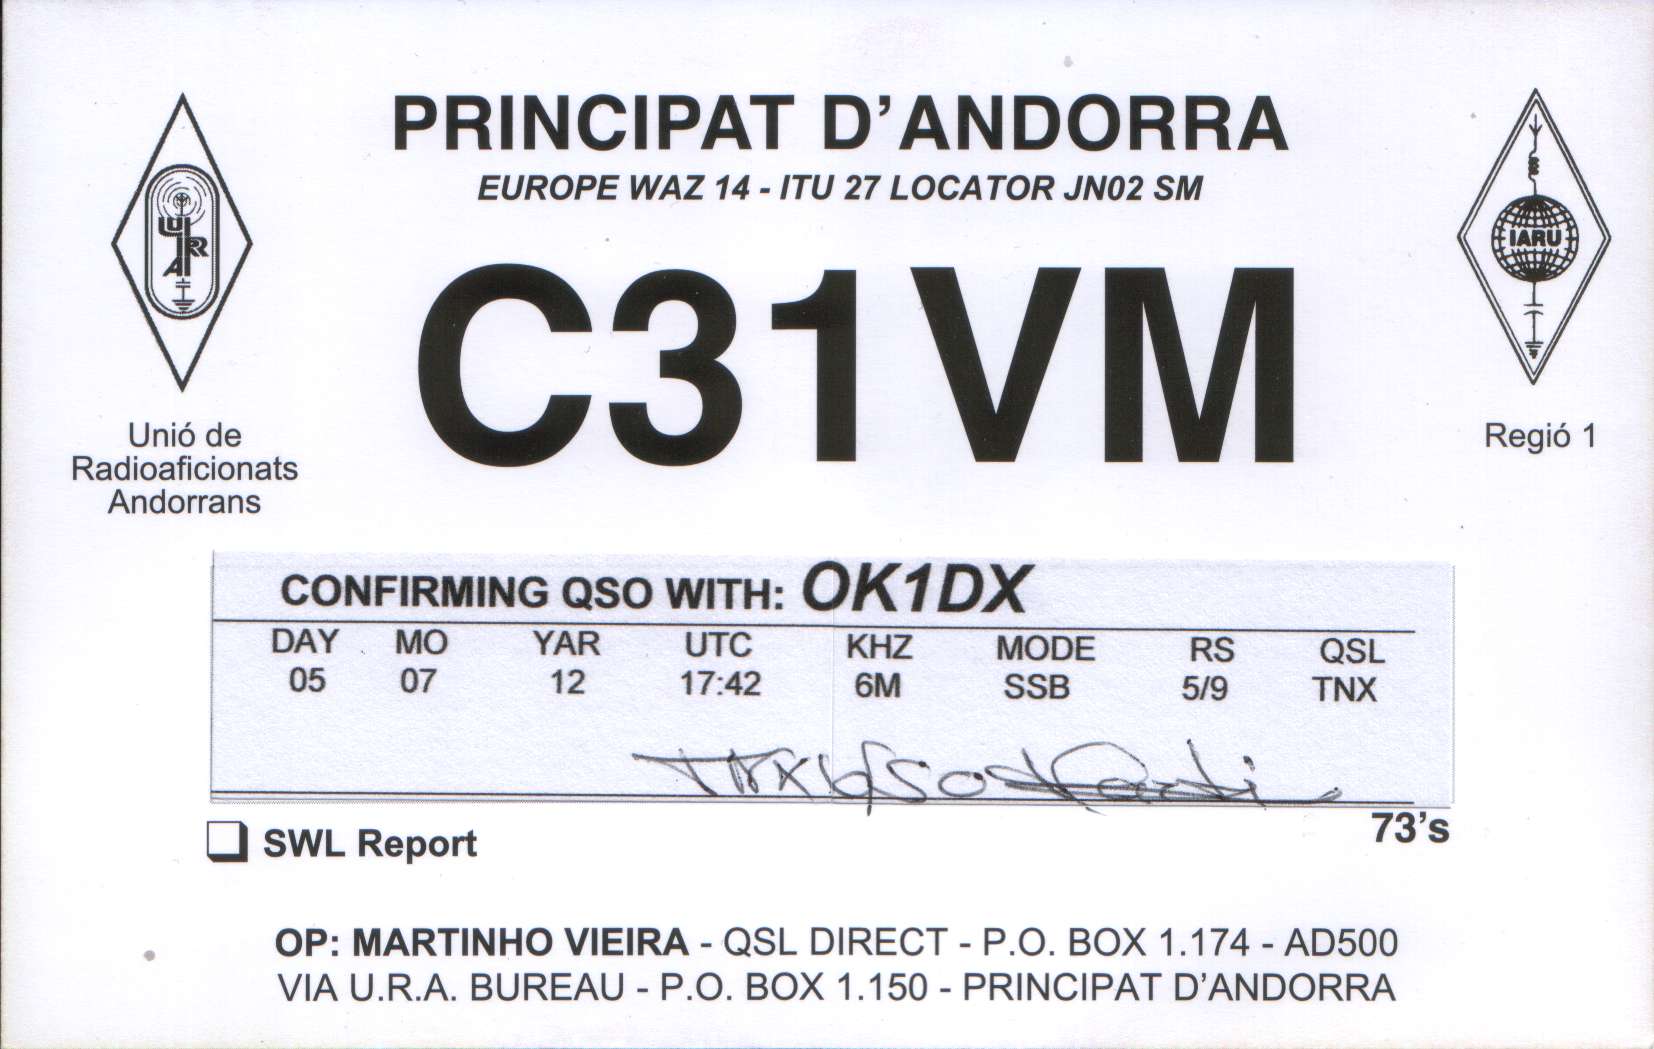 PRINCIPAT D'ANDORRA
EUROPE WAZ 14 - ITU 27 LOCATOR JN02 SM
URA
IARU
C31VM
Unió de
Radioaficionats
Andorrans
Regió 1
CONFIRMING QSO WITH: OK1DX
DAY MO YAR UTC KHZ MODE RS QSL
05 07 12 17:42 6M SSB 5/9 TNX
TNX QSO
73's
SWL Report
OP: MARTINHO VIEIRA - QSL DIRECT - P.O. BOX 1.174 - AD500
VIA U.R.A. BUREAU - P.O. BOX 1.150 - PRINCIPAT D'ANDORRA